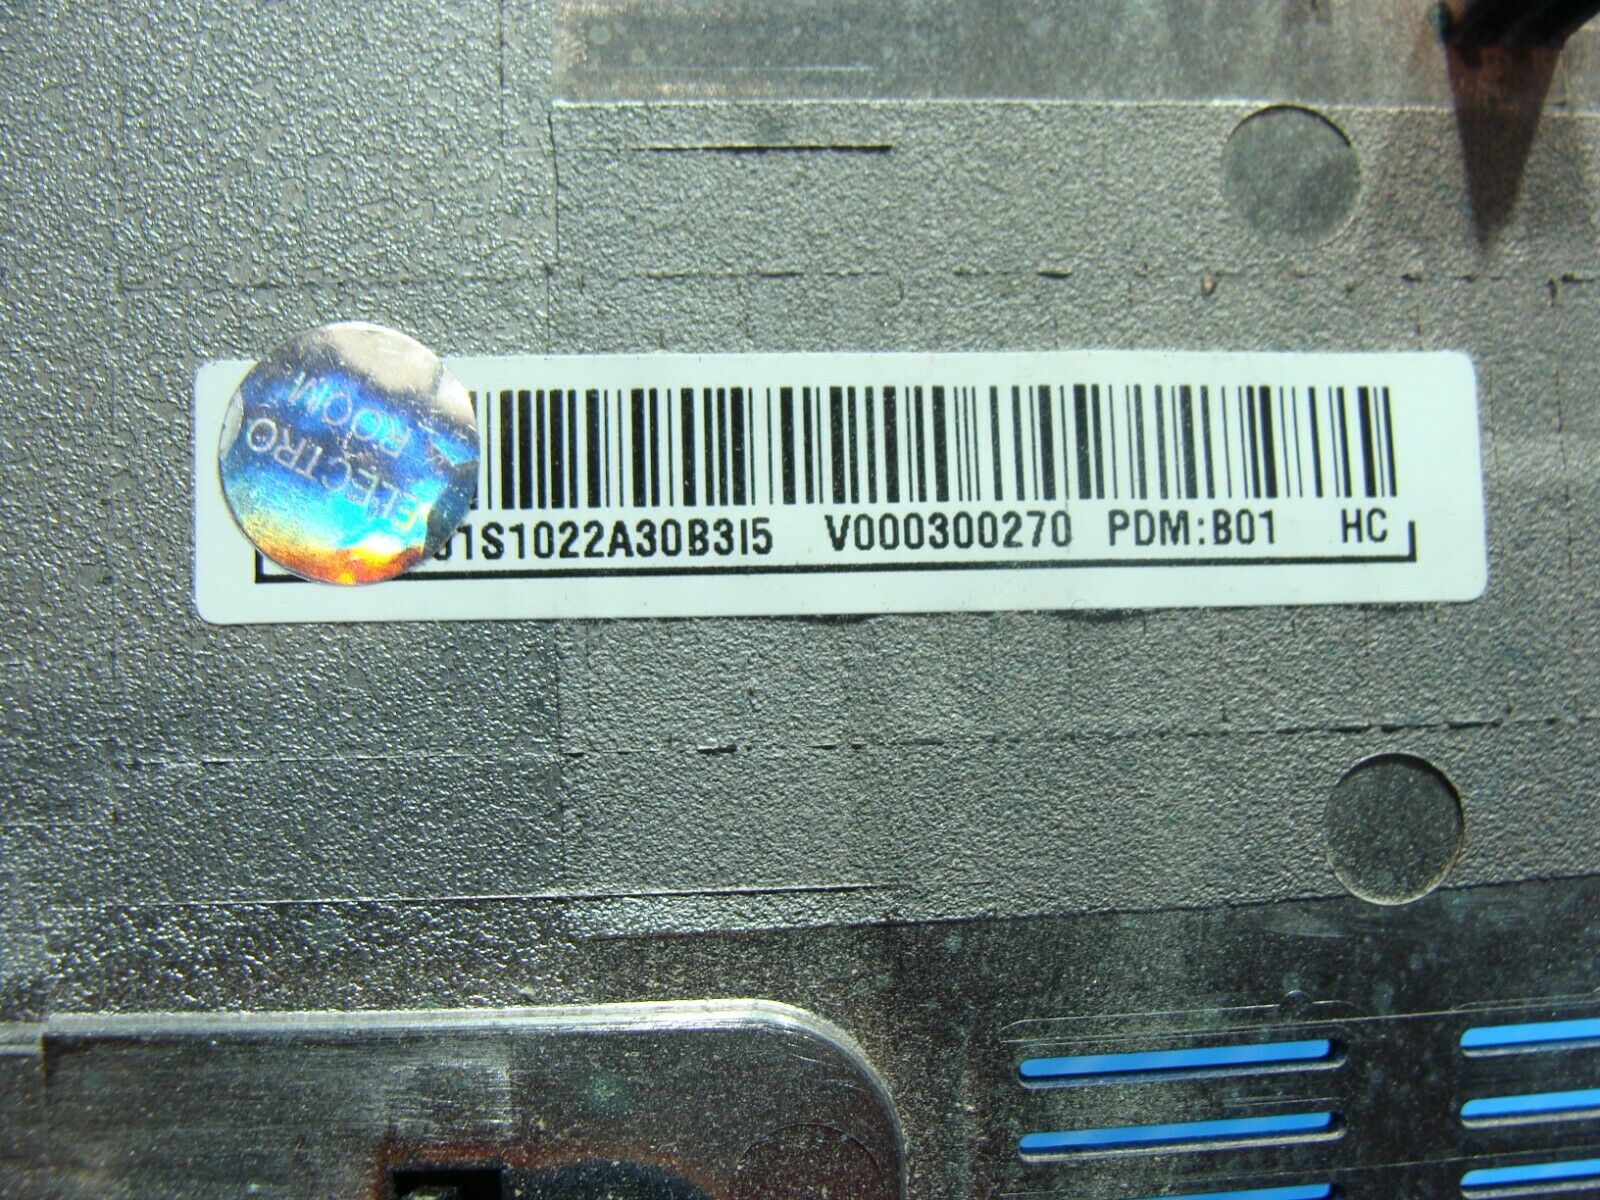 ELECTRO
ROOM
01S1022A30B3I5 V000300270 PDM:B01 HC